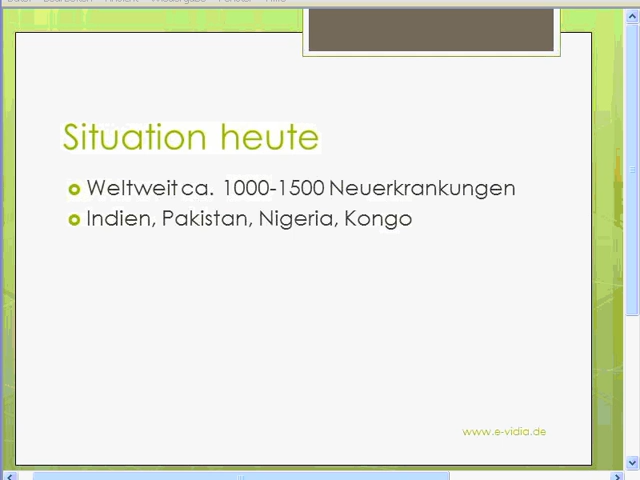 Situation heute
Weltweit ca. 1000-1500 Neuerkrankungen
Indien, Pakistan, Nigeria, Kongo
www.e-vidia.de